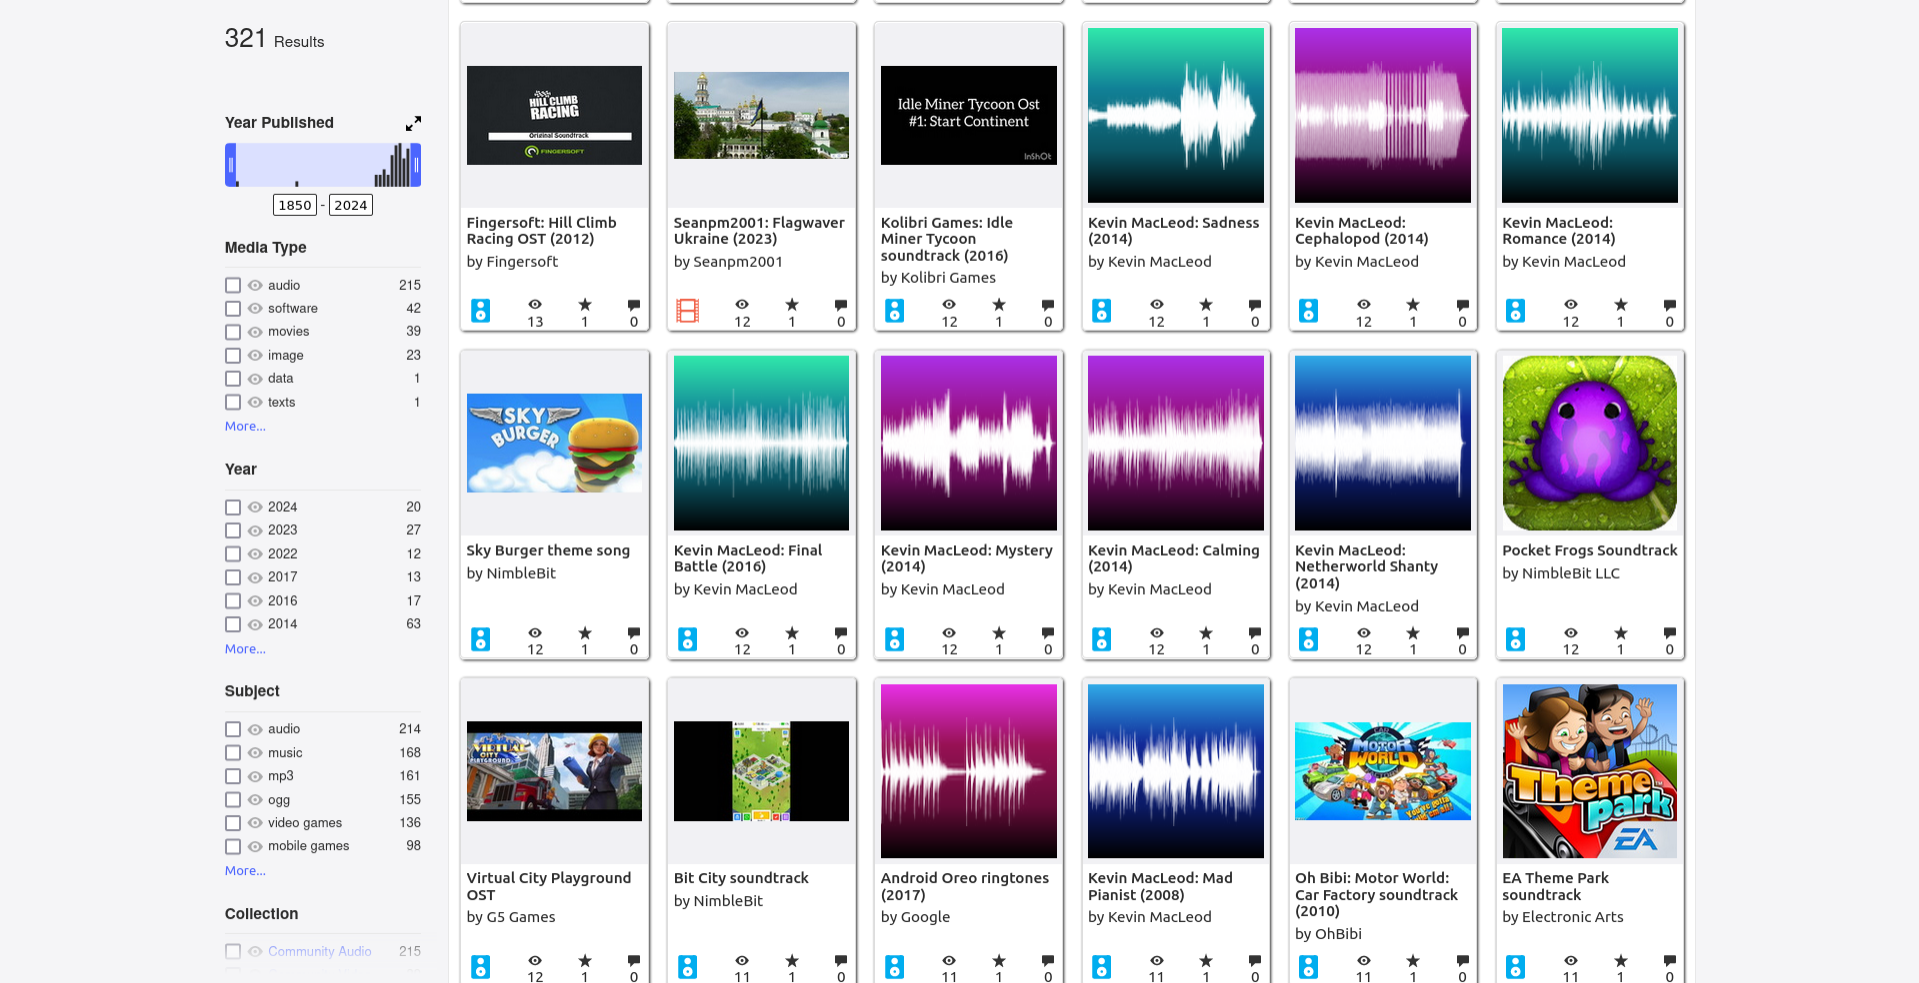 321 Results
Year Published
1850 - 2024
Media Type
audio 215
software 42
movies 39
image 23
data 1
texts 1
More...
Year
2024 20
2023 27
2022 12
2017 13
2016 17
2014 63
More...
Subject
audio 214
music 168
mp3 161
ogg 155
video games 136
mobile games 98
More...
Collection
Community Audio 215
HILL CLIMB
RACING
Original Soundtrack
FINGERSOFT
Fingersoft: Hill Climb
Racing OST (2012)
by Fingersoft
13 1 0
Seanpm2001: Flagwaver
Ukraine (2023)
by Seanpm2001
12 1 0
Idle Miner Tycoon Ost
#1: Start Continent
InShOt
Kolibri Games: Idle
Miner Tycoon
soundtrack (2016)
by Kolibri Games
12 1 0
Kevin MacLeod: Sadness
(2014)
by Kevin MacLeod
12 1 0
Kevin MacLeod:
Cephalopod (2014)
by Kevin MacLeod
12 1 0
Kevin MacLeod:
Romance (2014)
by Kevin MacLeod
12 1 0
SKY
BURGER
Sky Burger theme song
by NimbleBit
12 1 0
Kevin MacLeod: Final
Battle (2016)
by Kevin MacLeod
12 1 0
Kevin MacLeod: Mystery
(2014)
by Kevin MacLeod
12 1 0
Kevin MacLeod: Calming
(2014)
by Kevin MacLeod
12 1 0
Kevin MacLeod:
Netherworld Shanty
(2014)
by Kevin MacLeod
12 1 0
Pocket Frogs Soundtrack
by NimbleBit LLC
12 1 0
VIRTUAL
CITY
PLAYGROUND
Virtual City Playground
OST
by G5 Games
12 1 0
Bit City soundtrack
by NimbleBit
11 1 0
Android Oreo ringtones
(2017)
by Google
11 1 0
Kevin MacLeod: Mad
Pianist (2008)
by Kevin MacLeod
11 1 0
MOTOR
WORLD
Oh Bibi: Motor World:
Car Factory soundtrack
(2010)
by OhBibi
11 1 0
Theme
park
EA
EA Theme Park
soundtrack
by Electronic Arts
11 1 0